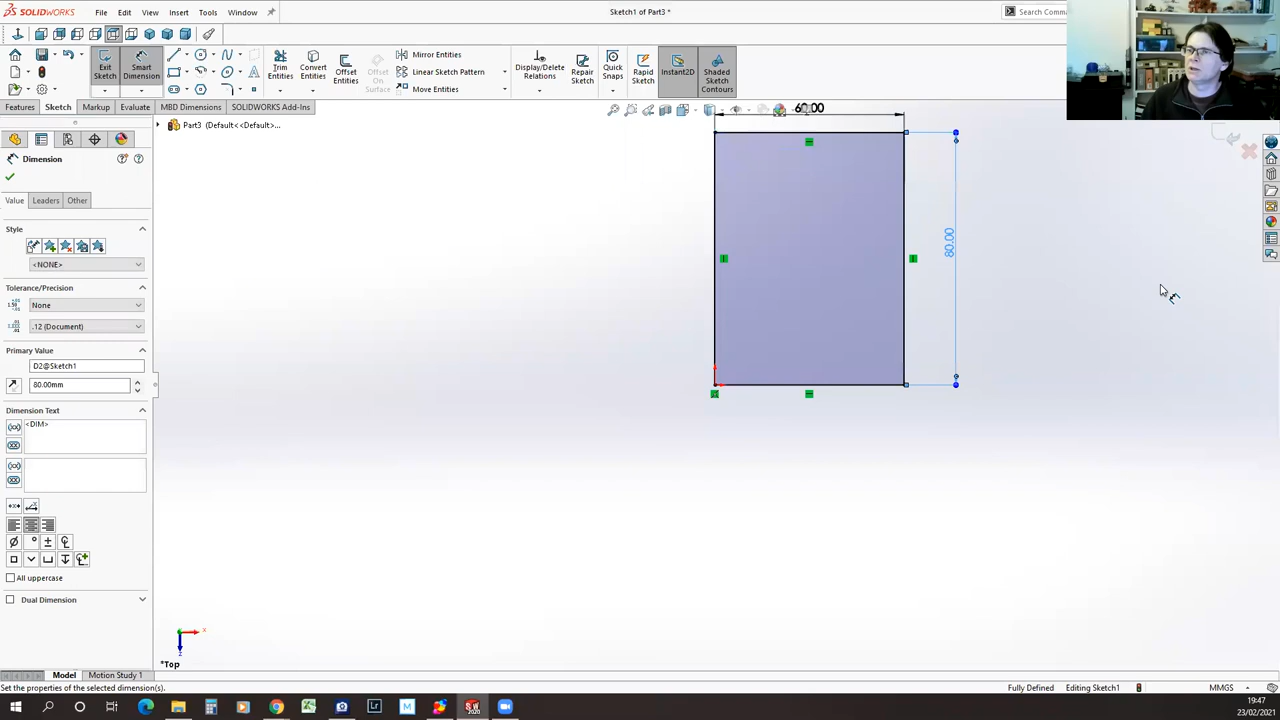 SOLIDWORKS
File Edit View Insert Tools Window
Sketch1 of Part3 *
Search Comm
Exit Sketch
Smart Dimension
Trim Entities
Convert Entities
Offset Entities
Offset On Surface
Mirror Entities
Linear Sketch Pattern
Move Entities
Display/Delete Relations
Repair Sketch
Quick Snaps
Rapid Sketch
Instant2D
Shaded Sketch Contours
Features Sketch Markup Evaluate MBD Dimensions SOLIDWORKS Add-Ins
Part3 (Default<<Default>...
60.00
80.00
Dimension
Value Leaders Other
Style
<NONE>
Tolerance/Precision
None
.12 (Document)
Primary Value
D2@Sketch1
80.00mm
Dimension Text
<DIM>
All uppercase
Dual Dimension
x
z
*Top
Model Motion Study 1
Set the properties of the selected dimension(s).
Fully Defined Editing Sketch1 MMGS
19:47
23/02/2021